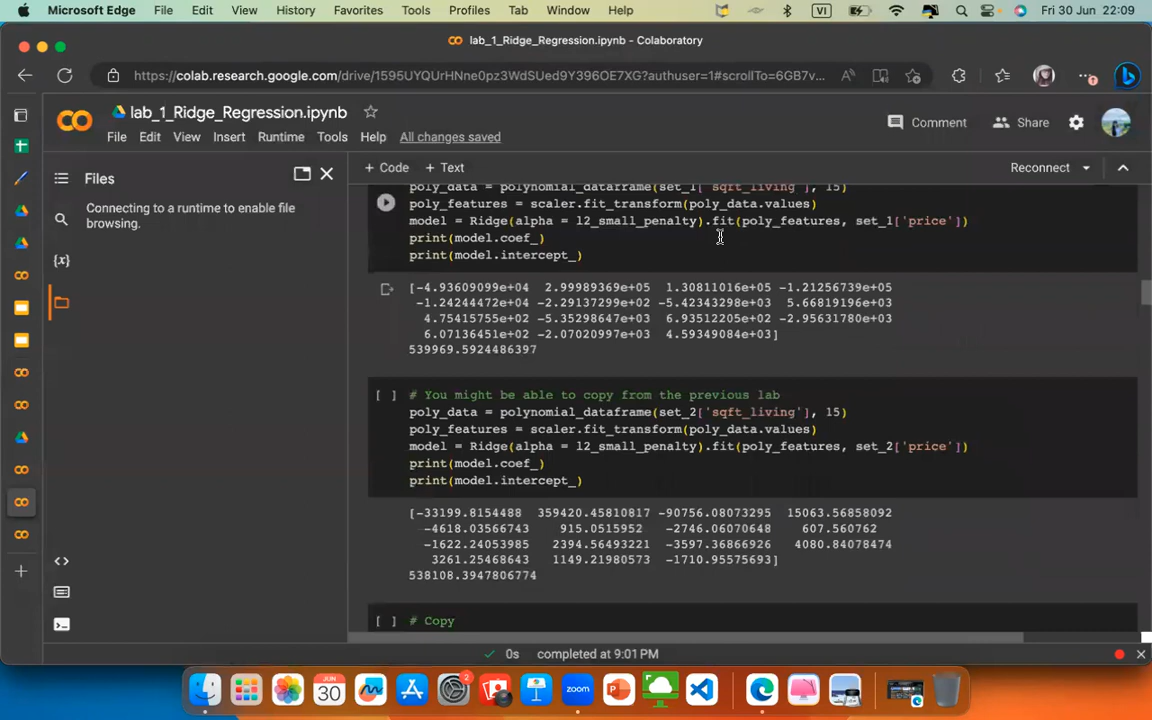 Microsoft Edge File Edit View History Favorites Tools Profiles Tab Window Help VI Fri 30 Jun 22:09
lab_1_Ridge_Regression.ipynb - Colaboratory
https://colab.research.google.com/drive/1595UYQUrHNne0pz3WdSUed9Y396OE7XG?authuser=1#scrollTo=6GB7v...
lab_1_Ridge_Regression.ipynb
File Edit View Insert Runtime Tools Help All changes saved
Comment Share
Files
Connecting to a runtime to enable file
browsing.
+ Code + Text
Reconnect
poly_data = polynomial_dataframe(set_1['sqft_living'], 15)
poly_features = scaler.fit_transform(poly_data.values)
model = Ridge(alpha = l2_small_penalty).fit(poly_features, set_1['price'])
print(model.coef_)
print(model.intercept_)
[-4.93609099e+04 2.99989369e+05 1.30811016e+05 -1.21256739e+05
-1.24244472e+04 -2.29137299e+02 -5.42343298e+03 5.66819196e+03
4.75415755e+02 -5.35298647e+03 6.93512205e+02 -2.95631780e+03
6.07136451e+02 -2.07020997e+03 4.59349084e+03]
539969.5924486397
[ ] # You might be able to copy from the previous lab
poly_data = polynomial_dataframe(set_2['sqft_living'], 15)
poly_features = scaler.fit_transform(poly_data.values)
model = Ridge(alpha = l2_small_penalty).fit(poly_features, set_2['price'])
print(model.coef_)
print(model.intercept_)
[-33199.8154488 359420.45810817 -90756.08073295 15063.56858092
-4618.03566743 915.0515952 -2746.06070648 607.560762
-1622.24053985 2394.56493221 -3597.36866926 4080.84078474
3261.25468643 1149.21980573 -1710.95575693]
538108.3947806774
[ ] # Copy
0s completed at 9:01 PM